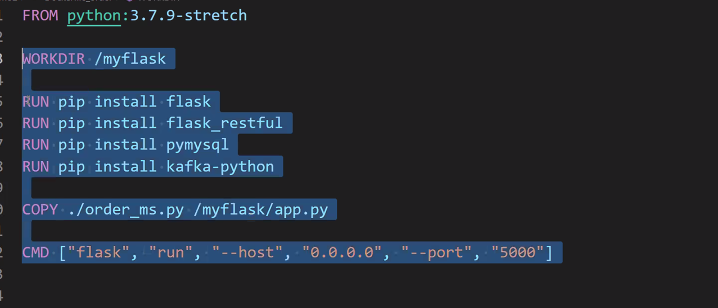 FROM python:3.7.9-stretch
WORKDIR /myflask
RUN pip install flask
RUN pip install flask_restful
RUN pip install pymysql
RUN pip install kafka-python
COPY ./order_ms.py /myflask/app.py
CMD ["flask", "run", "--host", "0.0.0.0", "--port", "5000"]